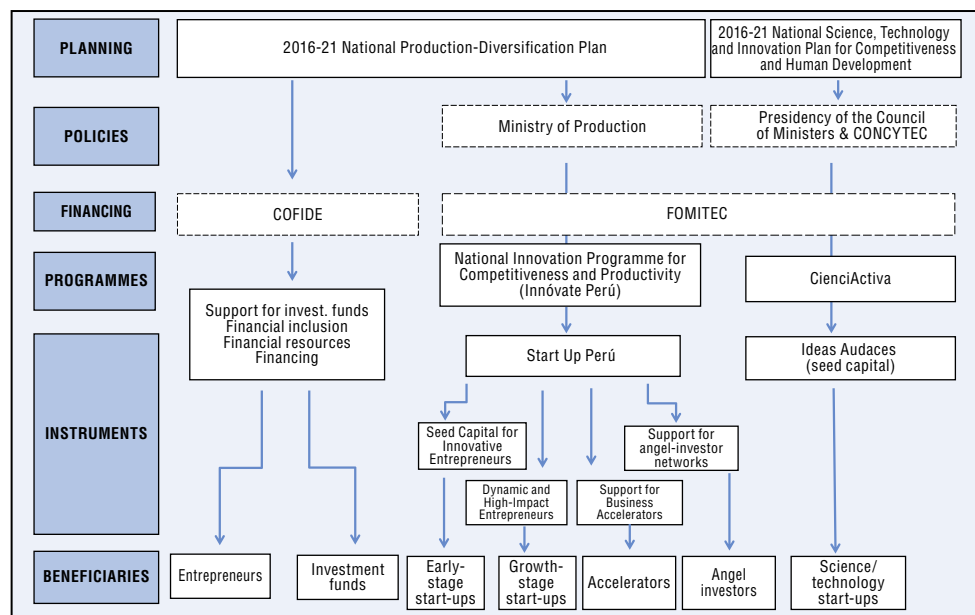 PLANNING
2016-21 National Production-Diversification Plan
2016-21 National Science, Technology
and Innovation Plan for Competitiveness
and Human Development
POLICIES
Ministry of Production
Presidency of the Council
of Ministers & CONCYTEC
FINANCING
COFIDE
FOMITEC
PROGRAMMES
National Innovation Programme for
Competitiveness and Productivity
(Innóvate Perú)
CienciActiva
Support for invest. funds
Financial inclusion
Financial resources
Financing
Start Up Perú
Ideas Audaces
(seed capital)
INSTRUMENTS
Seed Capital for
Innovative
Entrepreneurs
Support for
angel-investor
networks
Dynamic and
High-Impact
Entrepreneurs
Support for
Business
Accelerators
BENEFICIARIES
Entrepreneurs
Investment
funds
Early-
stage
start-ups
Growth-
stage
start-ups
Accelerators
Angel
investors
Science/
technology
start-ups